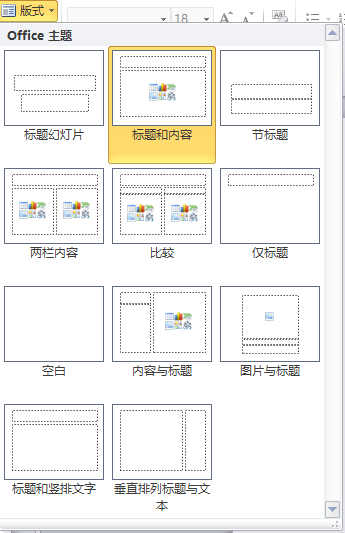 版式
18
A A
Office 主题
标题幻灯片
标题和内容
节标题
两栏内容
比较
仅标题
空白
内容与标题
图片与标题
标题和竖排文字
垂直排列标题与文
本